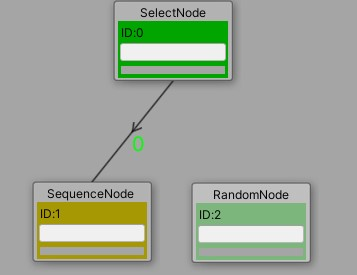 SelectNode
ID:0
0
SequenceNode
ID:1
RandomNode
ID:2